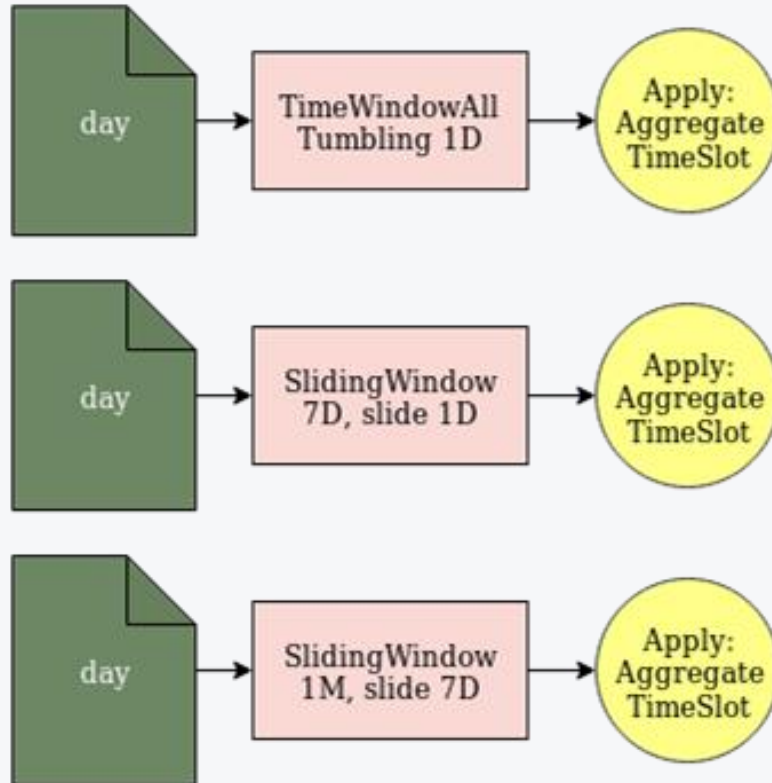 day
TimeWindowAll
Tumbling 1D
Apply:
Aggregate
TimeSlot
day
SlidingWindow
7D, slide 1D
Apply:
Aggregate
TimeSlot
day
SlidingWindow
1M, slide 7D
Apply:
Aggregate
TimeSlot